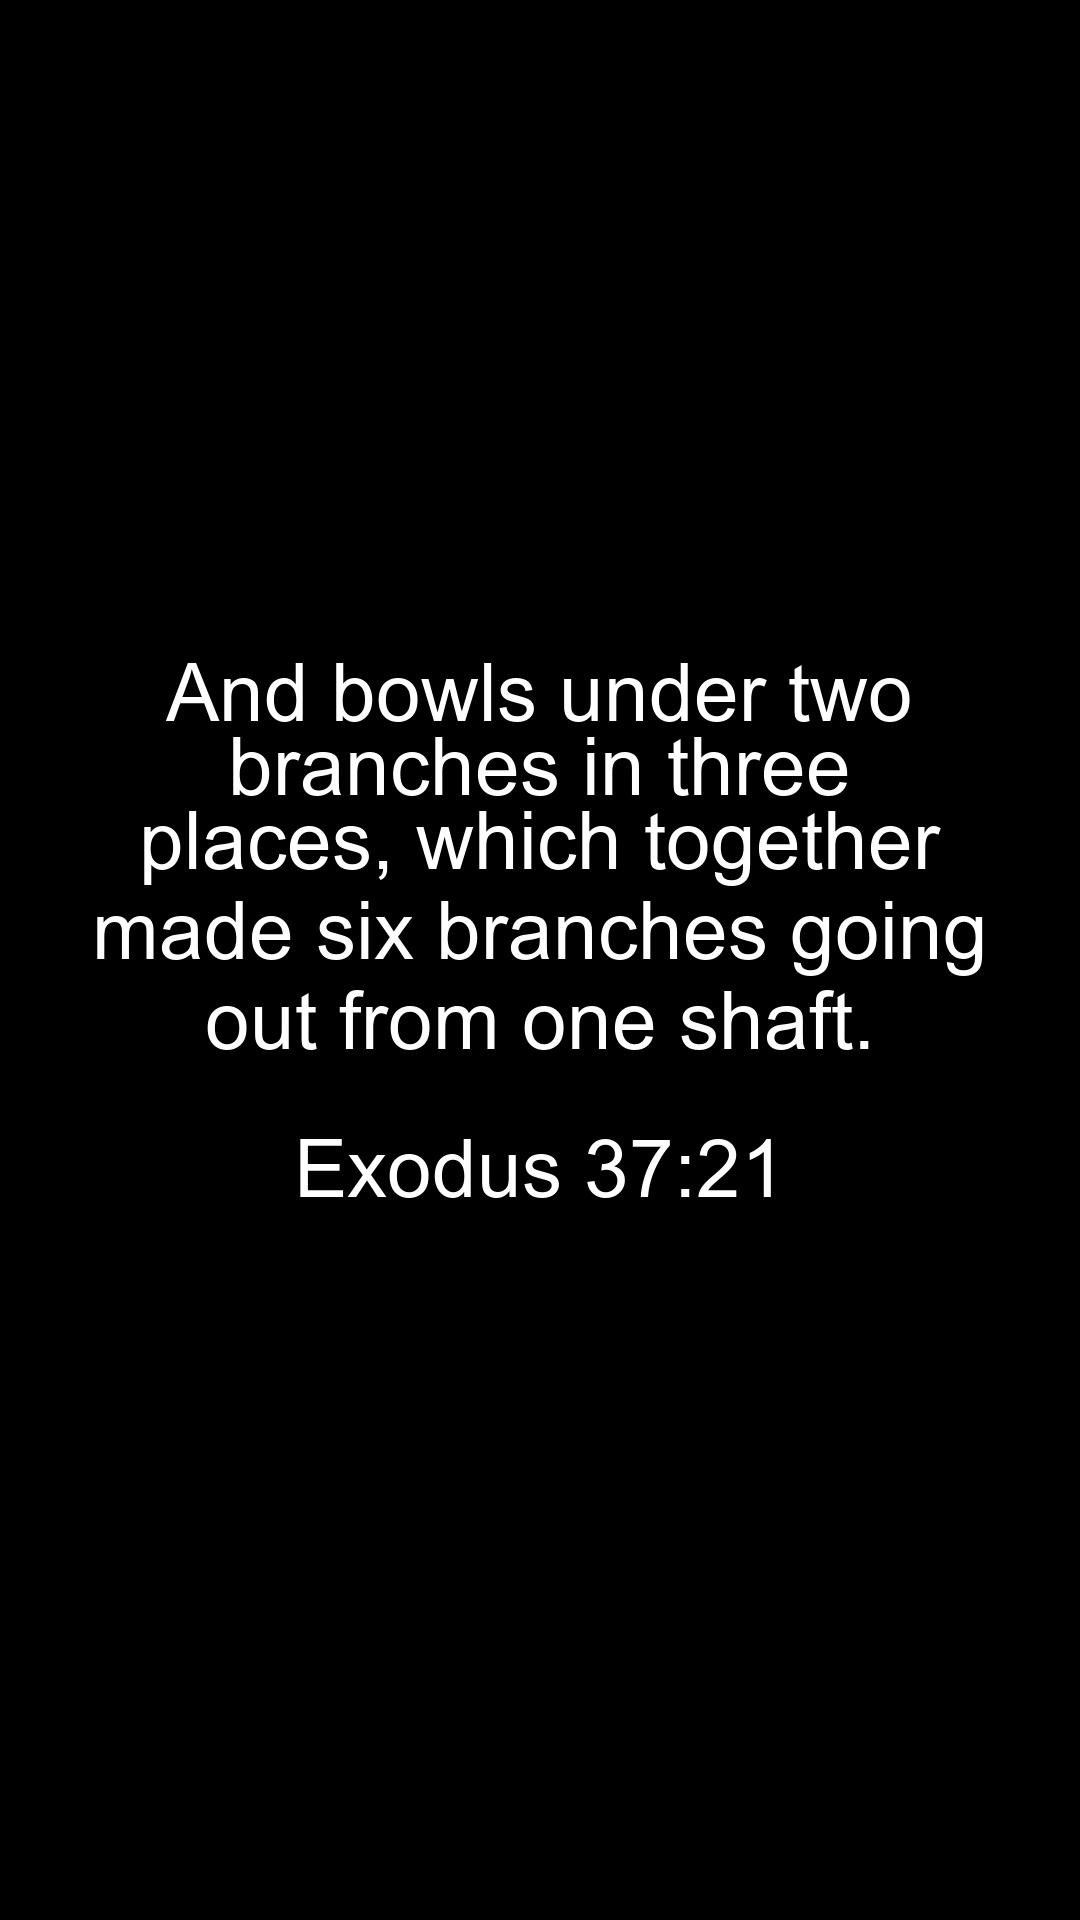 And bowls under two
branches in three
places, which together
made six branches going
out from one shaft.
Exodus 37:21